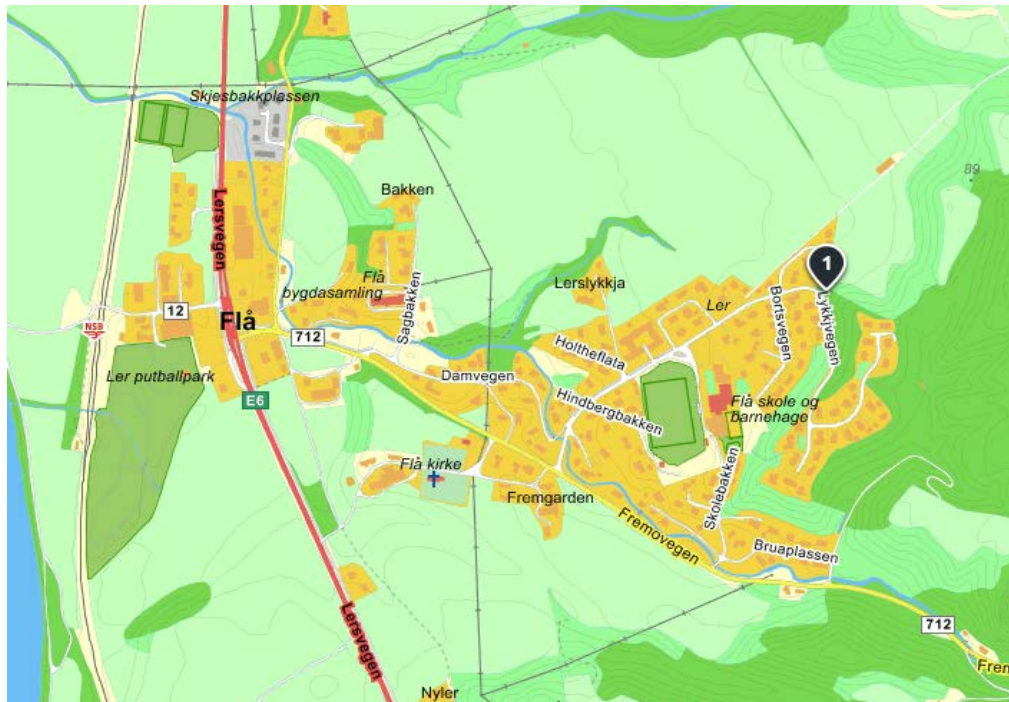 Skjesbakkplassen
89
Bakken
Lersvegen
1
Flå
bygdasamling
Lerslykkja
Ler
Bortsvegen
Lykkjvegen
Sagbakken
12
NSB
Flå
712
Holtheflata
Ler putballpark
Damvegen
Hindbergbakken
Flå skole og
barnehage
E6
Flå kirke
Skolebakken
Fremgarden
Fremovegen
Bruaplassen
Lersvegen
712
Frem
Nyler